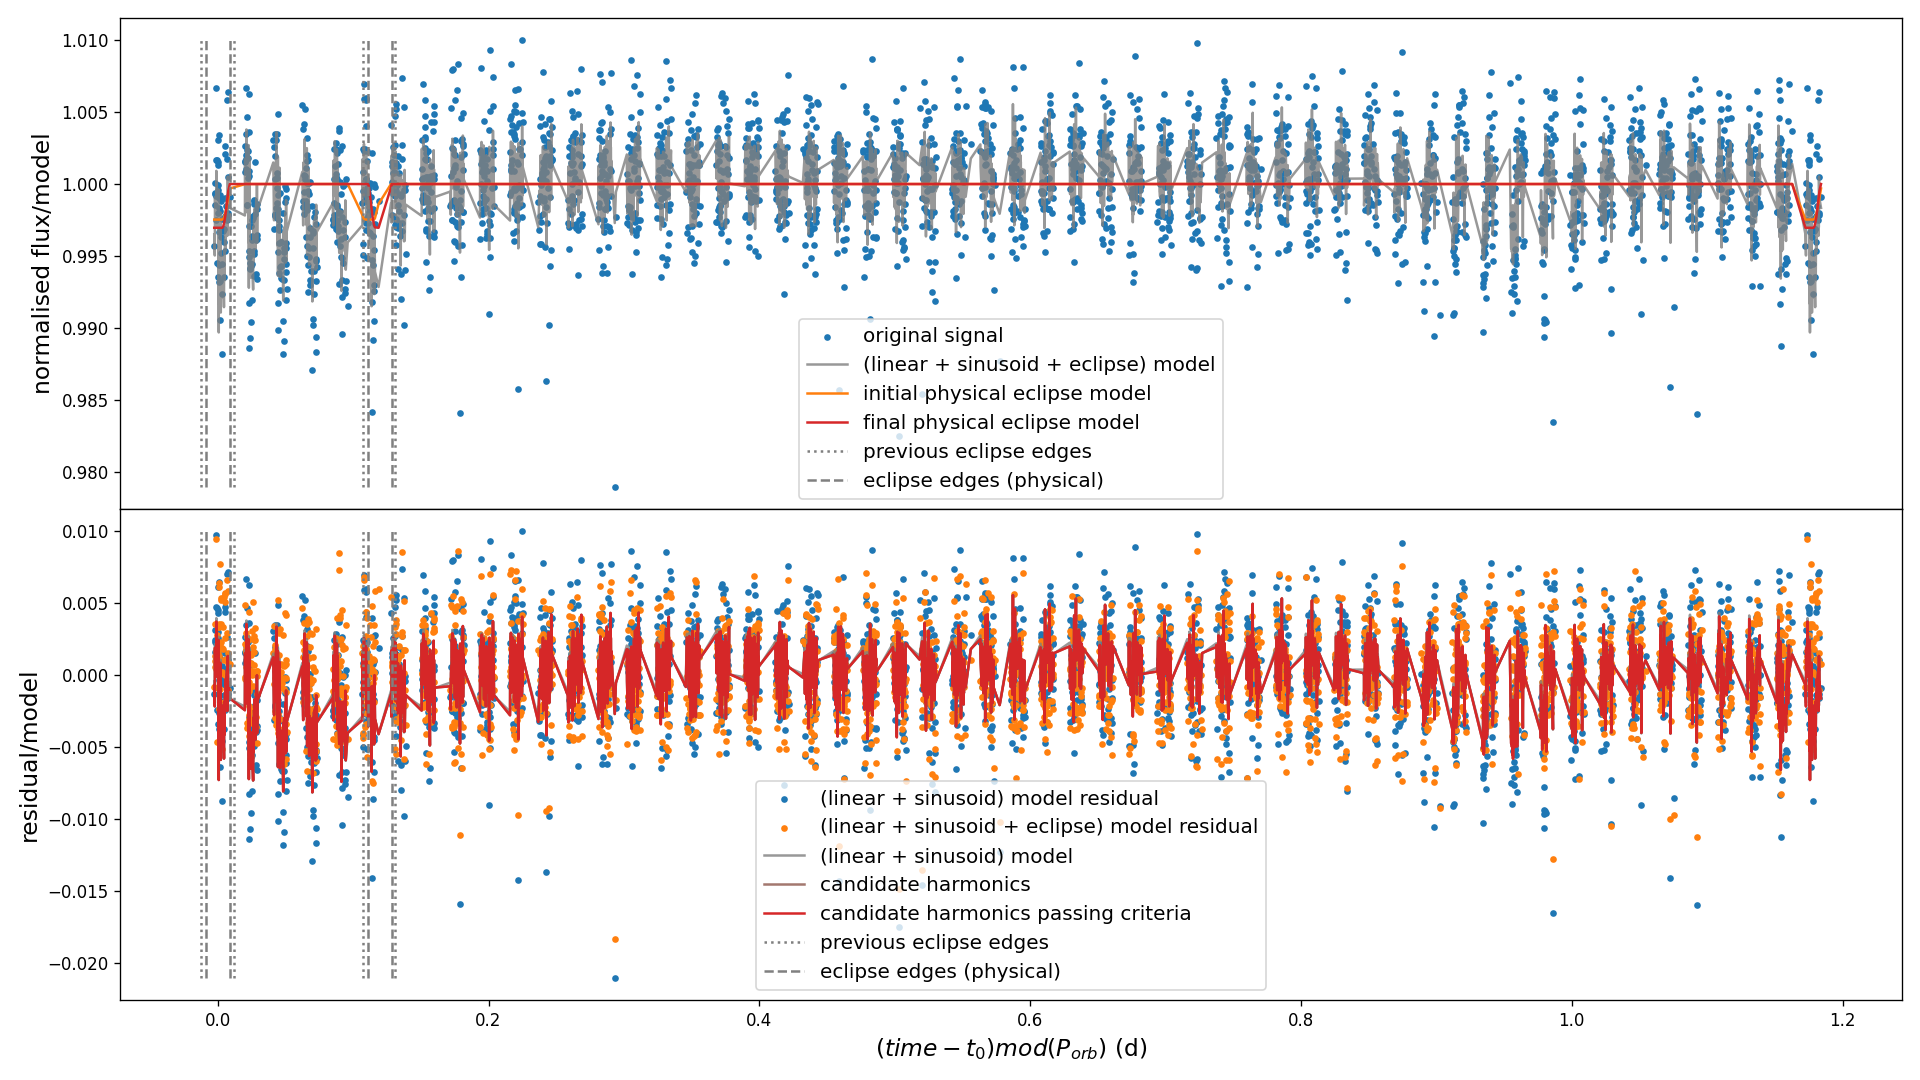 1.010
1.005
1.000
0.995
0.990
0.985
0.980
normalised flux/model
original signal
(linear + sinusoid + eclipse) model
initial physical eclipse model
final physical eclipse model
previous eclipse edges
eclipse edges (physical)
0.010
0.005
0.000
−0.005
−0.010
−0.015
−0.020
residual/model
(linear + sinusoid) model residual
(linear + sinusoid + eclipse) model residual
(linear + sinusoid) model
candidate harmonics
candidate harmonics passing criteria
previous eclipse edges
eclipse edges (physical)
0.0 0.2 0.4 0.6 0.8 1.0 1.2
(time − t₀)mod(Pₒᵣb) (d)